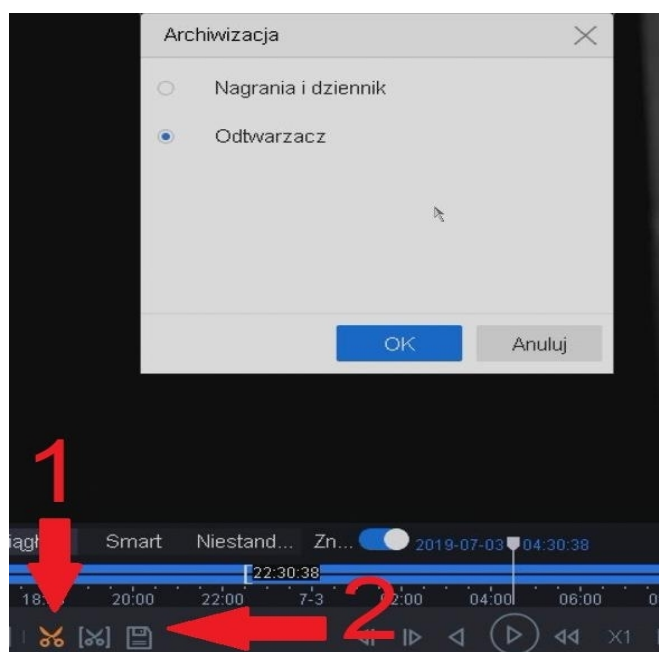 Archiwizacja
Nagrania i dziennik
Odtwarzacz
OK Anuluj
1
Smart Niestand... Zn... 2019-07-03 04:30:38
22:30:38
20:00 22:00 7-3 04:00 06:00
2
X1